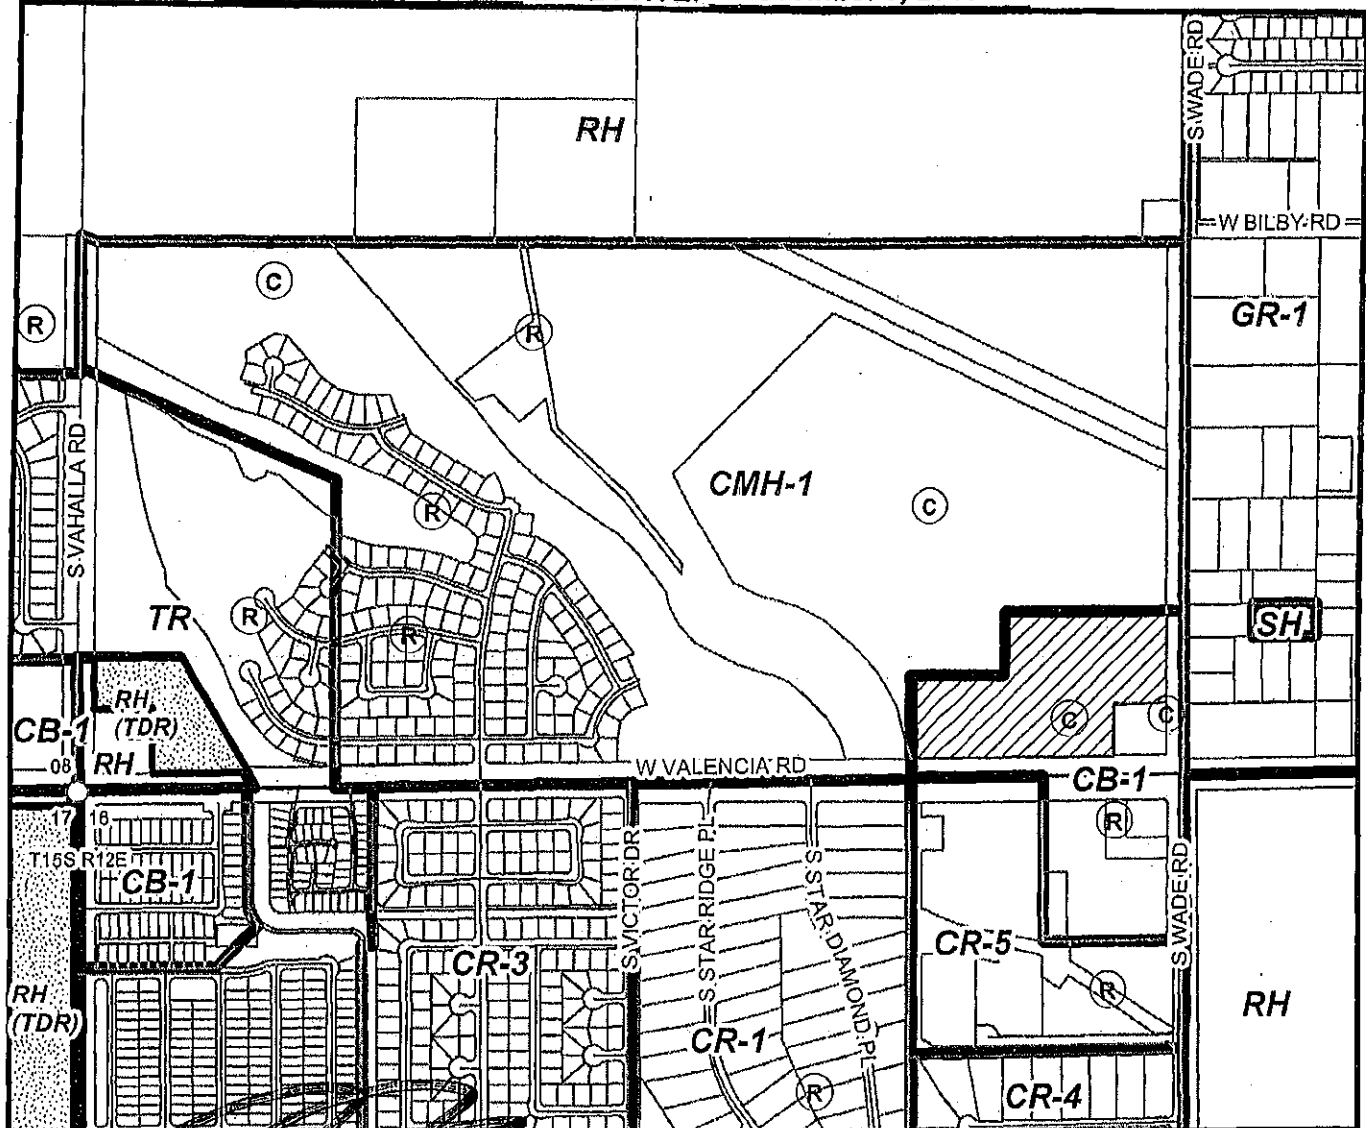 S WADE RD
RH
W BILBY RD
C
R
GR-1
R
S VAHALLA RD
CMH-1
C
R
TR
R
R
SH
RH
(TDR)
CB-1
C
C
08
RH
W VALENCIA RD
CB-1
17
16
R
T15S R12E
CB-1
S VICTOR DR
S STAR RIDGE PL
S STAR DIAMOND PL
S WADE RD
CR-5
CR-3
R
RH
(TDR)
RH
CR-1
R
CR-4